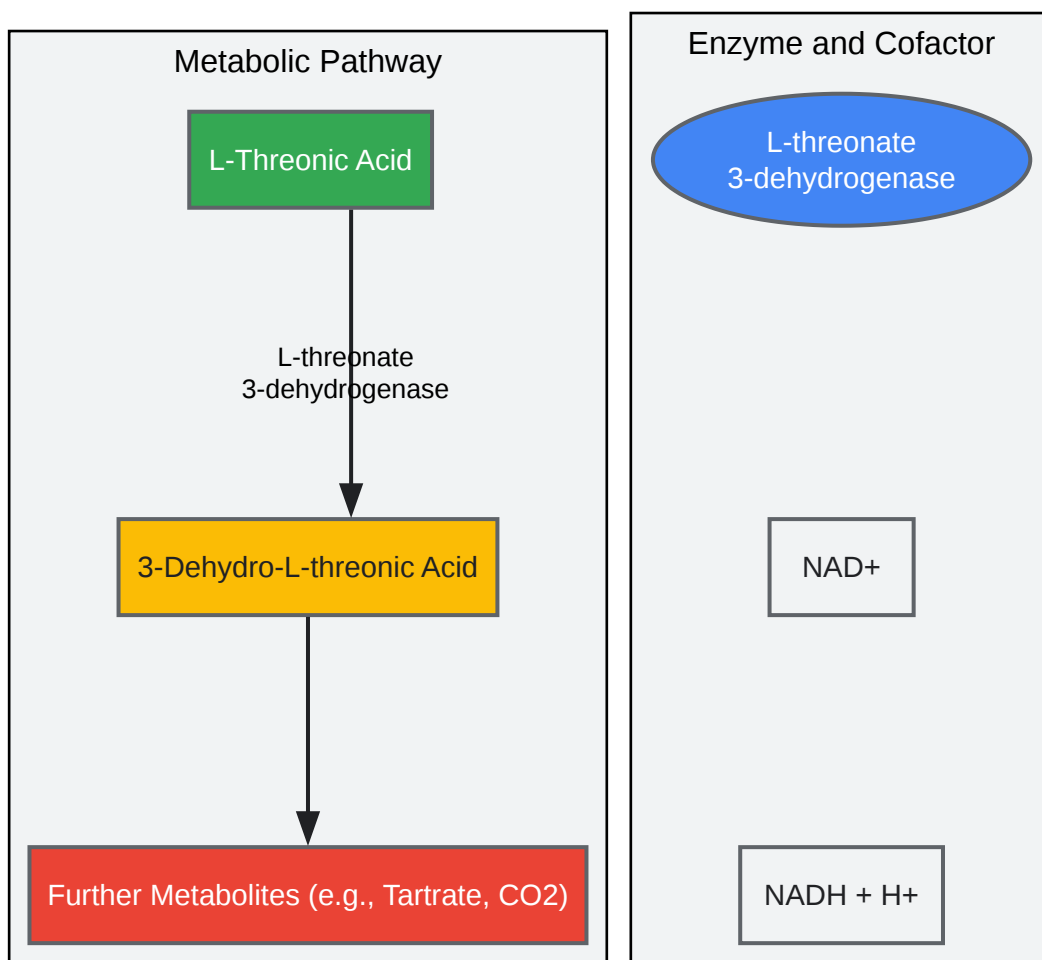 Metabolic Pathway
L-Threonic Acid
L-threonate
3-dehydrogenase
3-Dehydro-L-threonic Acid
Further Metabolites (e.g., Tartrate, CO2)
Enzyme and Cofactor
L-threonate
3-dehydrogenase
NAD+
NADH + H+